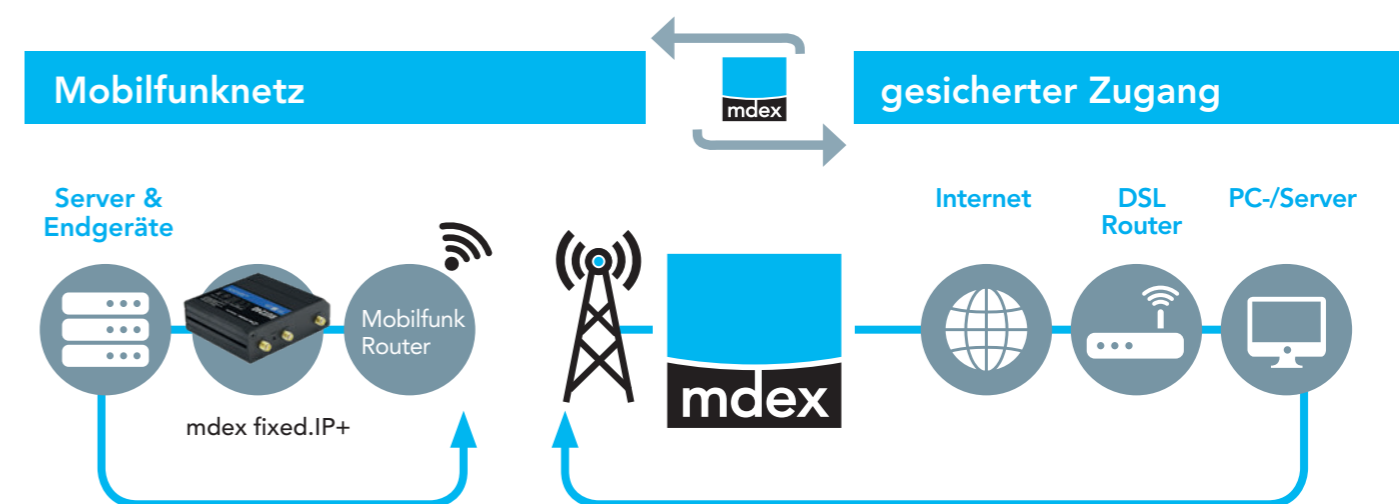 Mobilfunknetz
mdex
gesicherter Zugang
Server &
Endgeräte
Internet
DSL
Router
PC-/Server
Mobilfunk
Router
mdex
mdex fixed.IP+